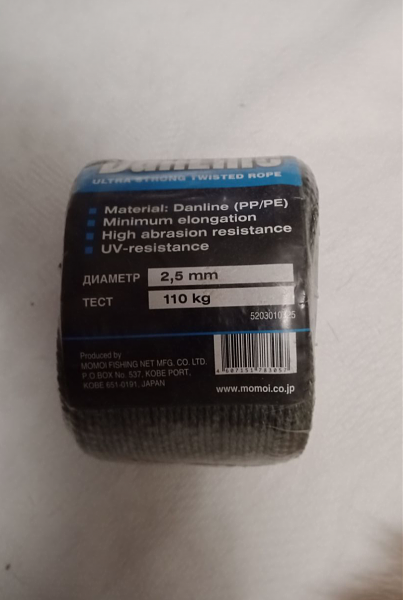 Danline
ULTRA STRONG TWISTED ROPE
Material: Danline (PP/PE)
Minimum elongation
High abrasion resistance
UV-resistance
ДИАМЕТР 2,5 mm
ТЕСТ 110 kg
Produced by
MOMOI FISHING NET MFG. CO. LTD.
P.O.BOX No. 537, KOBE PORT,
KOBE 651-0191, JAPAN
www.momoi.co.jp